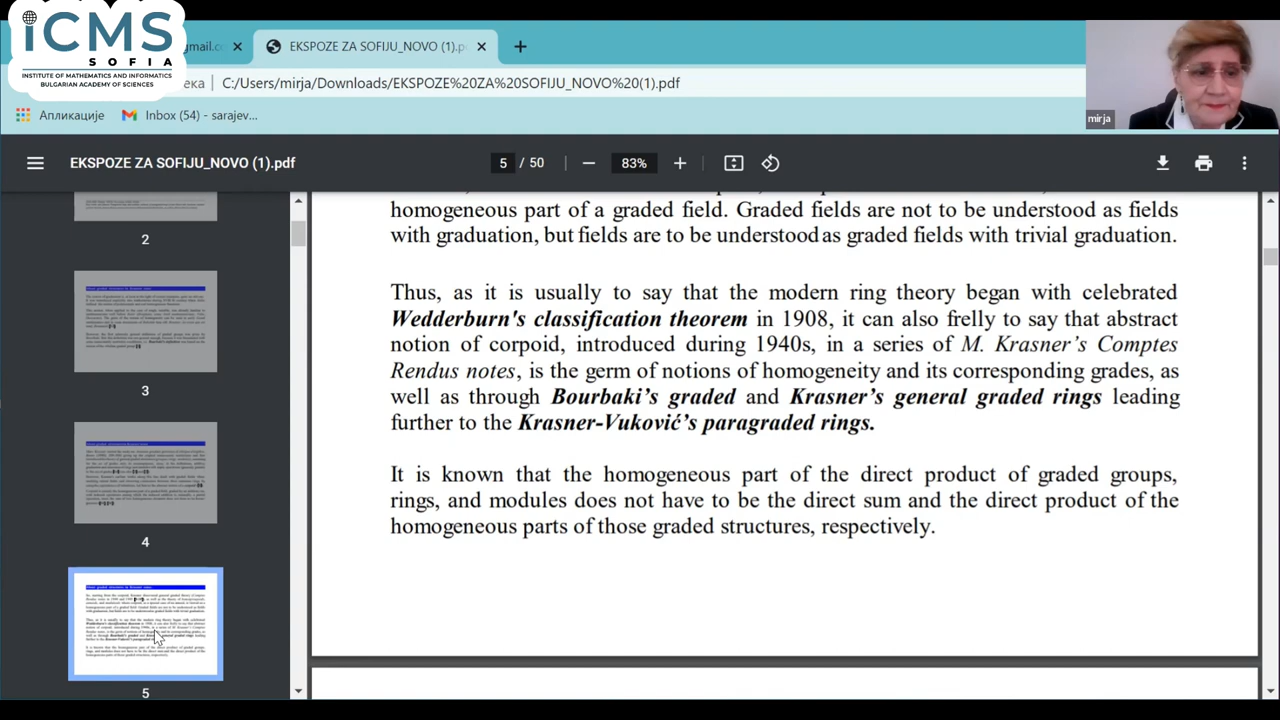 iCMS
SOFIA
INSTITUTE OF MATHEMATICS AND INFORMATICS
BULGARIAN ACADEMY OF SCIENCES
EKSPOZE ZA SOFIJU_NOVO (1).p
C:/Users/mirja/Downloads/EKSPOZE%20ZA%20SOFIJU_NOVO%20(1).pdf
Апликације
Inbox (54) - sarajev...
mirja
EKSPOZE ZA SOFIJU_NOVO (1).pdf
5 / 50
83%
2
3
4
5
homogeneous part of a graded field. Graded fields are not to be understood as fields
with graduation, but fields are to be understood as graded fields with trivial graduation.
Thus, as it is usually to say that the modern ring theory began with celebrated
Wedderburn's classification theorem in 1908, it can also frelly to say that abstract
notion of corpoid, introduced during 1940s, in a series of M. Krasner's Comptes
Rendus notes, is the germ of notions of homogeneity and its corresponding grades, as
well as through Bourbaki's graded and Krasner's general graded rings leading
further to the Krasner-Vuković's paragraded rings.
It is known that the homogeneous part of the direct product of graded groups,
rings, and modules does not have to be the direct sum and the direct product of the
homogeneous parts of those graded structures, respectively.